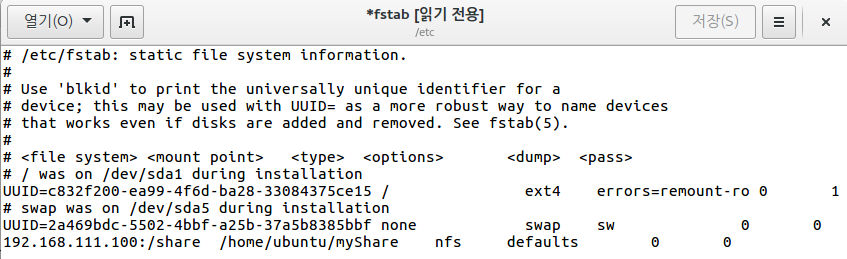 열기(O)
*fstab [읽기 전용]
/etc
저장(S)
# /etc/fstab: static file system information.
#
# Use 'blkid' to print the universally unique identifier for a
# device; this may be used with UUID= as a more robust way to name devices
# that works even if disks are added and removed. See fstab(5).
#
# <file system> <mount point>   <type>  <options>       <dump>  <pass>
# / was on /dev/sda1 during installation
UUID=c832f200-ea99-4f6d-ba28-33084375ce15 /               ext4    errors=remount-ro 0       1
# swap was on /dev/sda5 during installation
UUID=2a469bdc-5502-4bbf-a25b-37a5b8385bbf none            swap    sw              0       0
192.168.111.100:/share  /home/ubuntu/myShare    nfs     defaults        0       0